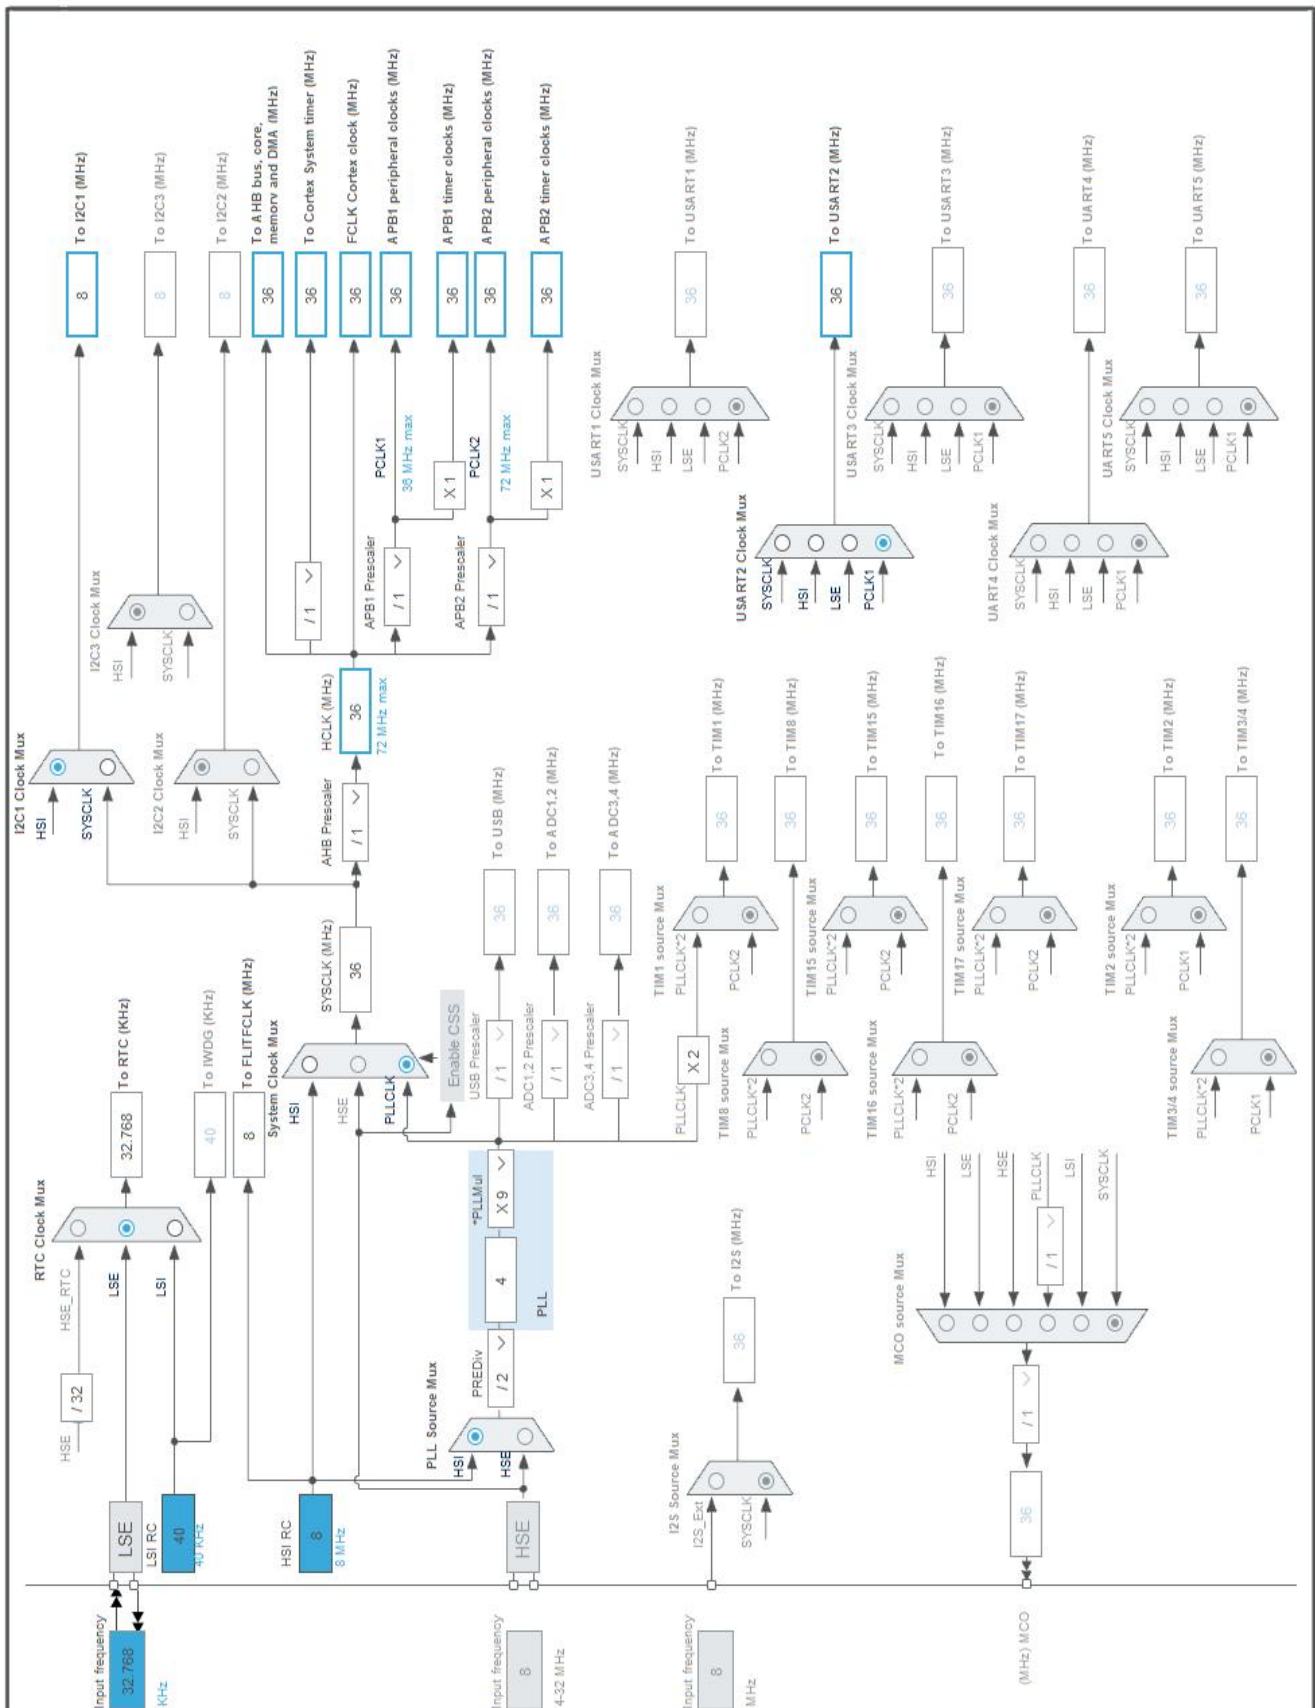 Input frequency
32.768
KHz
LSE
LSI RC
40
40 KHz
HSE
/ 32
HSE_RTC
LSE
LSI
RTC Clock Mux
32.768
To RTC (KHz)
40
To IWDG (KHz)
8
To FLITFCLK (MHz)
HSI RC
8
8 MHz
System Clock Mux
HSI
HSE
PLLCLK
Enable CSS
SYSCLK (MHz)
36
AHB Prescaler
/ 1
HCLK (MHz)
36
72 MHz max
I2C1 Clock Mux
HSI
SYSCLK
8
To I2C1 (MHz)
I2C3 Clock Mux
HSI
SYSCLK
8
To I2C3 (MHz)
I2C2 Clock Mux
HSI
SYSCLK
8
To I2C2 (MHz)
36
To AHB bus, core,
memory and DMA (MHz)
/ 1
36
To Cortex System timer (MHz)
36
FCLK Cortex clock (MHz)
APB1 Prescaler
/ 1
PCLK1
36 MHz max
36
APB1 peripheral clocks (MHz)
X 1
36
APB1 timer clocks (MHz)
APB2 Prescaler
/ 1
PCLK2
72 MHz max
36
APB2 peripheral clocks (MHz)
X 1
36
APB2 timer clocks (MHz)
Input frequency
8
4-32 MHz
HSE
PLL Source Mux
HSI
HSE
PREDiv
/ 2
4
*PLLMul
X 9
PLL
USB Prescaler
/ 1
36
To USB (MHz)
ADC1,2 Prescaler
/ 1
36
To ADC1,2 (MHz)
ADC3,4 Prescaler
/ 1
36
To ADC3,4 (MHz)
PLLCLK
X 2
Input frequency
8
MHz
I2S Source Mux
I2S_Ext
SYSCLK
36
To I2S (MHz)
TIM1 source Mux
PLLCLK*2
PCLK2
36
To TIM1 (MHz)
TIM8 source Mux
PLLCLK*2
PCLK2
36
To TIM8 (MHz)
TIM15 source Mux
PLLCLK*2
PCLK2
36
To TIM15 (MHz)
TIM16 source Mux
PLLCLK*2
PCLK2
36
To TIM16 (MHz)
TIM17 source Mux
PLLCLK*2
PCLK2
36
To TIM17 (MHz)
TIM2 source Mux
PLLCLK*2
PCLK1
36
To TIM2 (MHz)
TIM3/4 source Mux
PLLCLK*2
PCLK1
36
To TIM3/4 (MHz)
USART1 Clock Mux
SYSCLK
HSI
LSE
PCLK2
36
To USART1 (MHz)
USART2 Clock Mux
SYSCLK
HSI
LSE
PCLK1
36
To USART2 (MHz)
USART3 Clock Mux
SYSCLK
HSI
LSE
PCLK1
36
To USART3 (MHz)
UART4 Clock Mux
SYSCLK
HSI
LSE
PCLK1
36
To UART4 (MHz)
UART5 Clock Mux
SYSCLK
HSI
LSE
PCLK1
36
To UART5 (MHz)
(MHz) MCO
36
/ 1
MCO source Mux
HSI
LSE
HSE
/ 1
PLLCLK
LSI
SYSCLK